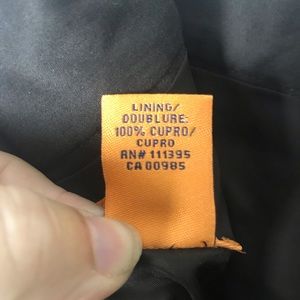 LINING/
DOUBLURE:
100% CUPRO/
CUPRO
RN# 111395
CA 00985